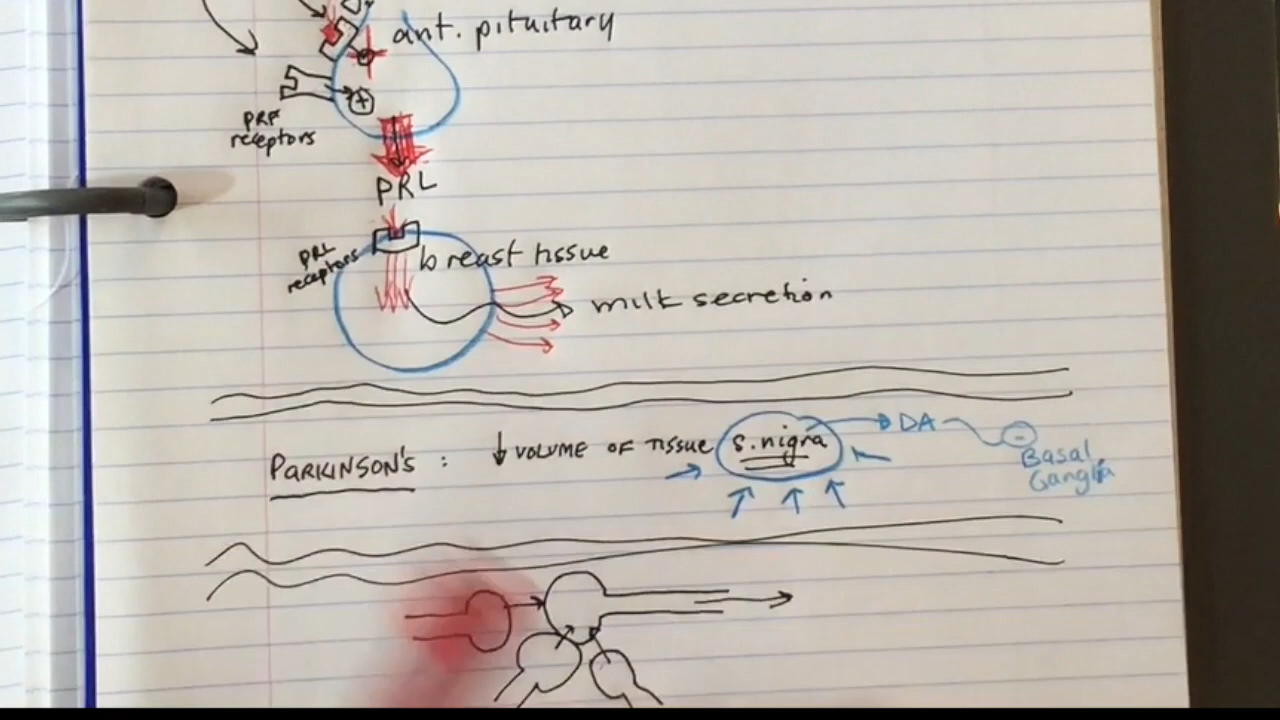 ant. pituitary
+
PRF
receptors
PRL
PRL
receptors
breast tissue
milk secretion
PARKINSON'S : ↓ VOLUME OF TISSUE S.nigra → DA
-
Basal
Ganglia